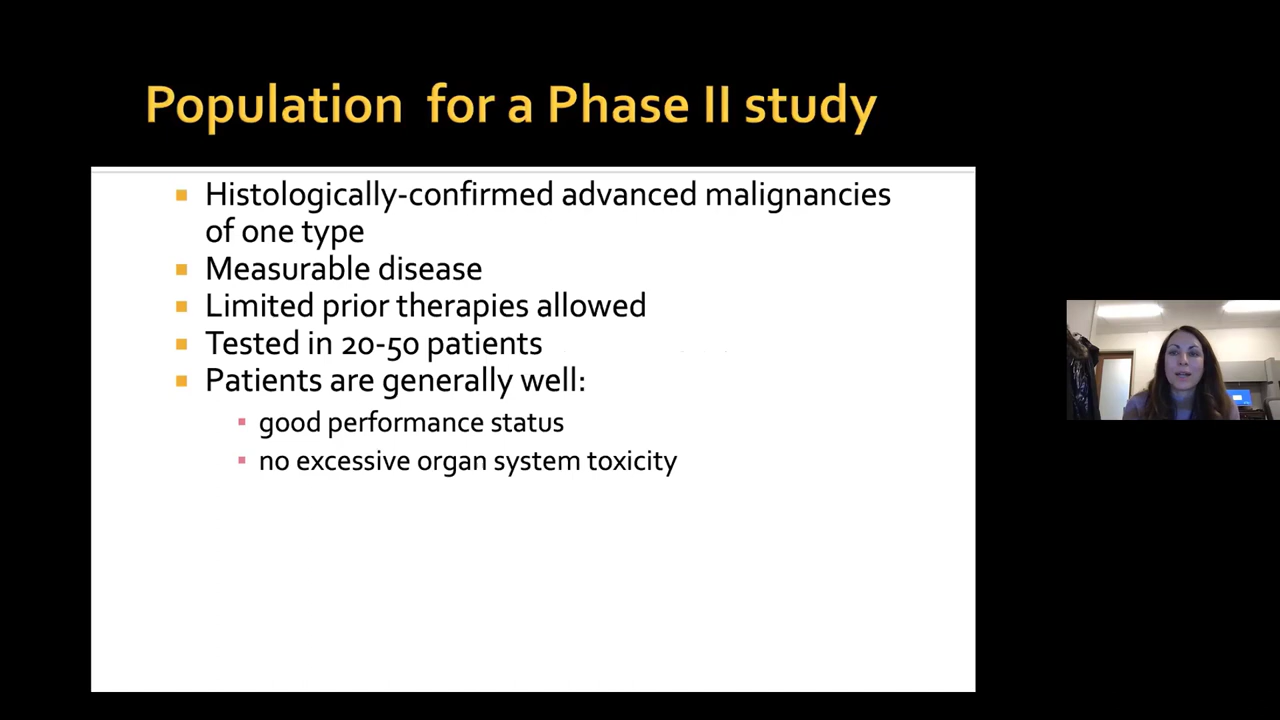 Population for a Phase II study
Histologically-confirmed advanced malignancies
of one type
Measurable disease
Limited prior therapies allowed
Tested in 20-50 patients
Patients are generally well:
good performance status
no excessive organ system toxicity